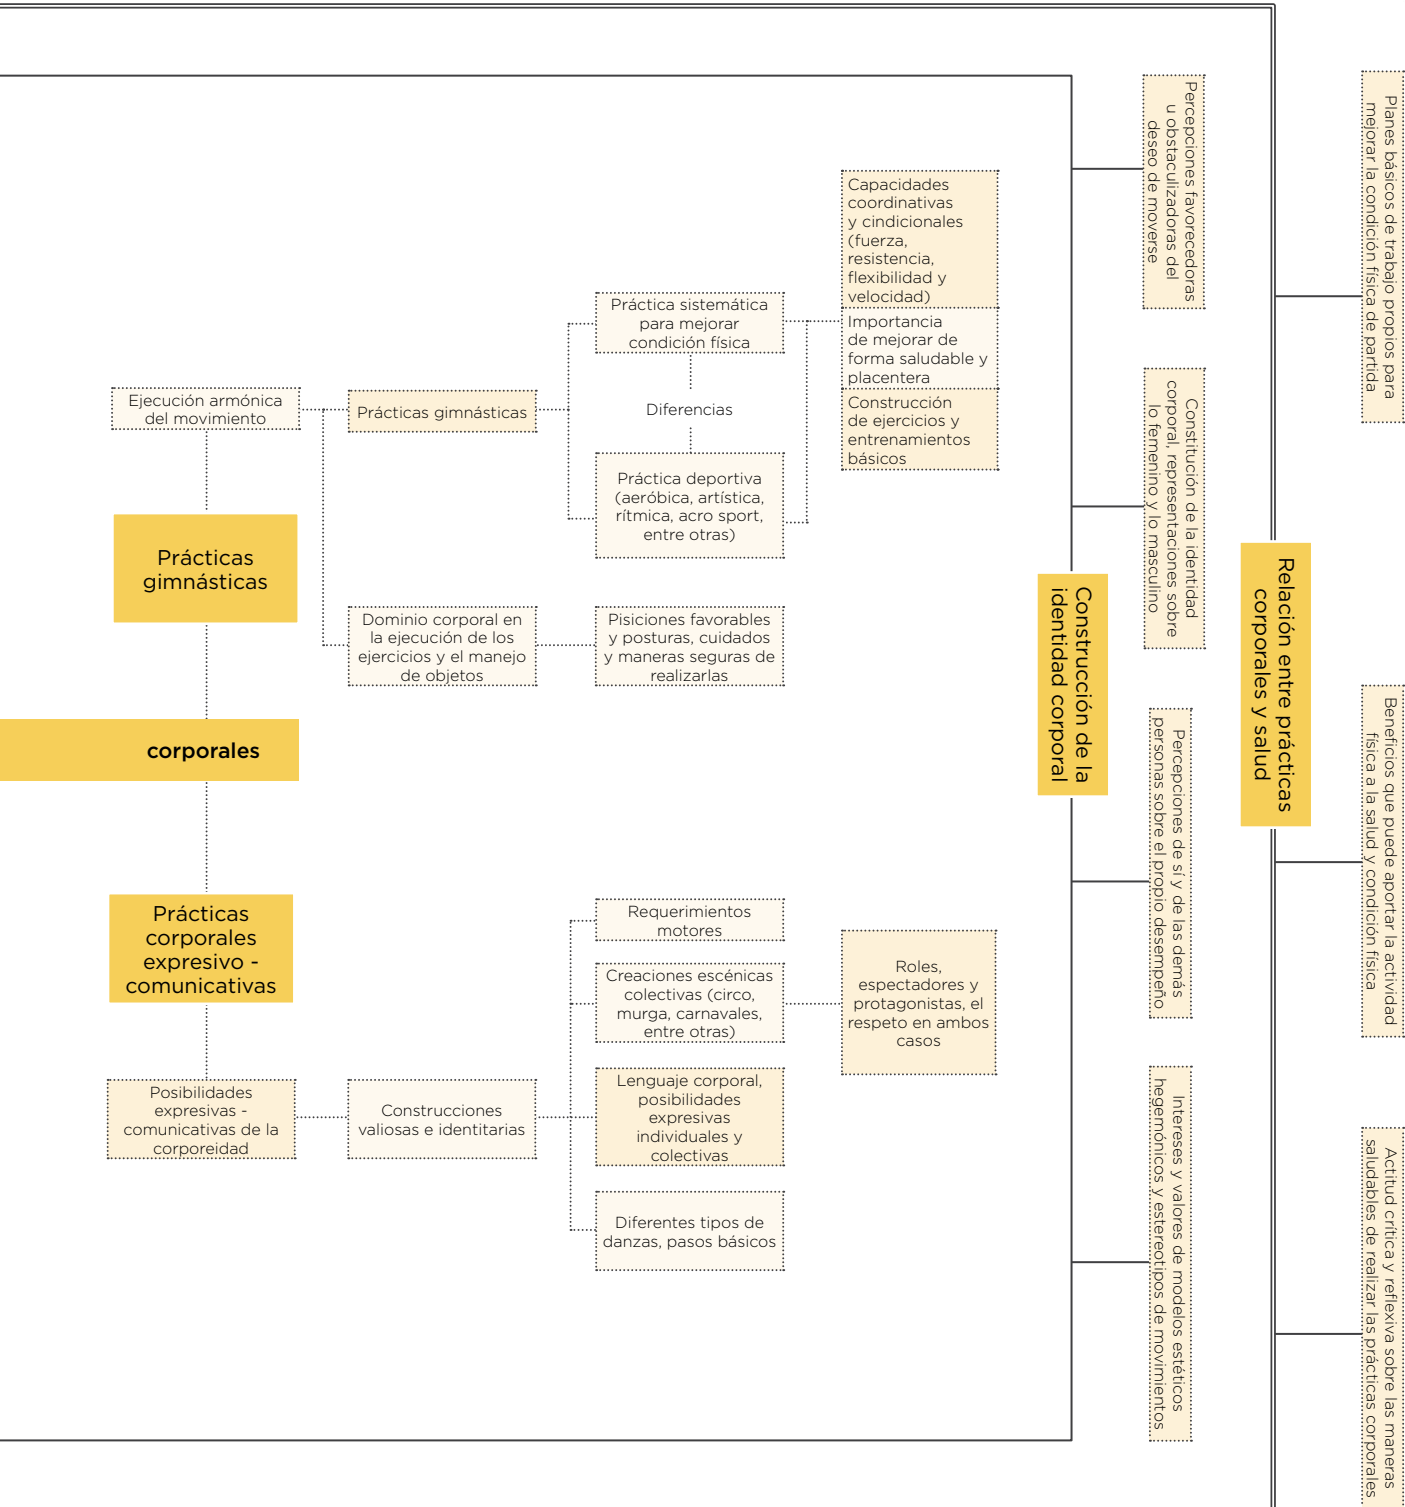 Ejecución armónica
del movimiento
Prácticas gimnásticas
Práctica sistemática
para mejorar
condición física
Diferencias
Práctica deportiva
(aeróbica, artística,
rítmica, acro sport,
entre otras)
Capacidades
coordinativas
y cindicionales
(fuerza,
resistencia,
flexibilidad y
velocidad)
Importancia
de mejorar de
forma saludable y
placentera
Construcción
de ejercicios y
entrenamientos
básicos
Prácticas
gimnásticas
Dominio corporal en
la ejecución de los
ejercicios y el manejo
de objetos
Pisiciones favorables
y posturas, cuidados
y maneras seguras de
realizarlas
corporales
Prácticas
corporales
expresivo -
comunicativas
Posibilidades
expresivas -
comunicativas de la
corporeidad
Construcciones
valiosas e identitarias
Requerimientos
motores
Creaciones escénicas
colectivas (circo,
murga, carnavales,
entre otras)
Roles,
espectadores y
protagonistas, el
respeto en ambos
casos
Lenguaje corporal,
posibilidades
expresivas
individuales y
colectivas
Diferentes tipos de
danzas, pasos básicos
Construcción de la
identidad corporal
Percepciones favorecedoras
u obstaculizadoras del
deseo de moverse
Constitución de la identidad
corporal, representaciones sobre
lo femenino y lo masculino
Percepciones de sí y de las demás
personas sobre el propio desempeño
Intereses y valores de modelos estéticos
hegemónicos y estereotipos de movimientos
Relación entre prácticas
corporales y salud
Planes básicos de trabajo propios para
mejorar la condición física de partida
Beneficios que puede aportar la actividad
física a la salud y condición física
Actitud crítica y reflexiva sobre las maneras
saludables de realizar las prácticas corporales